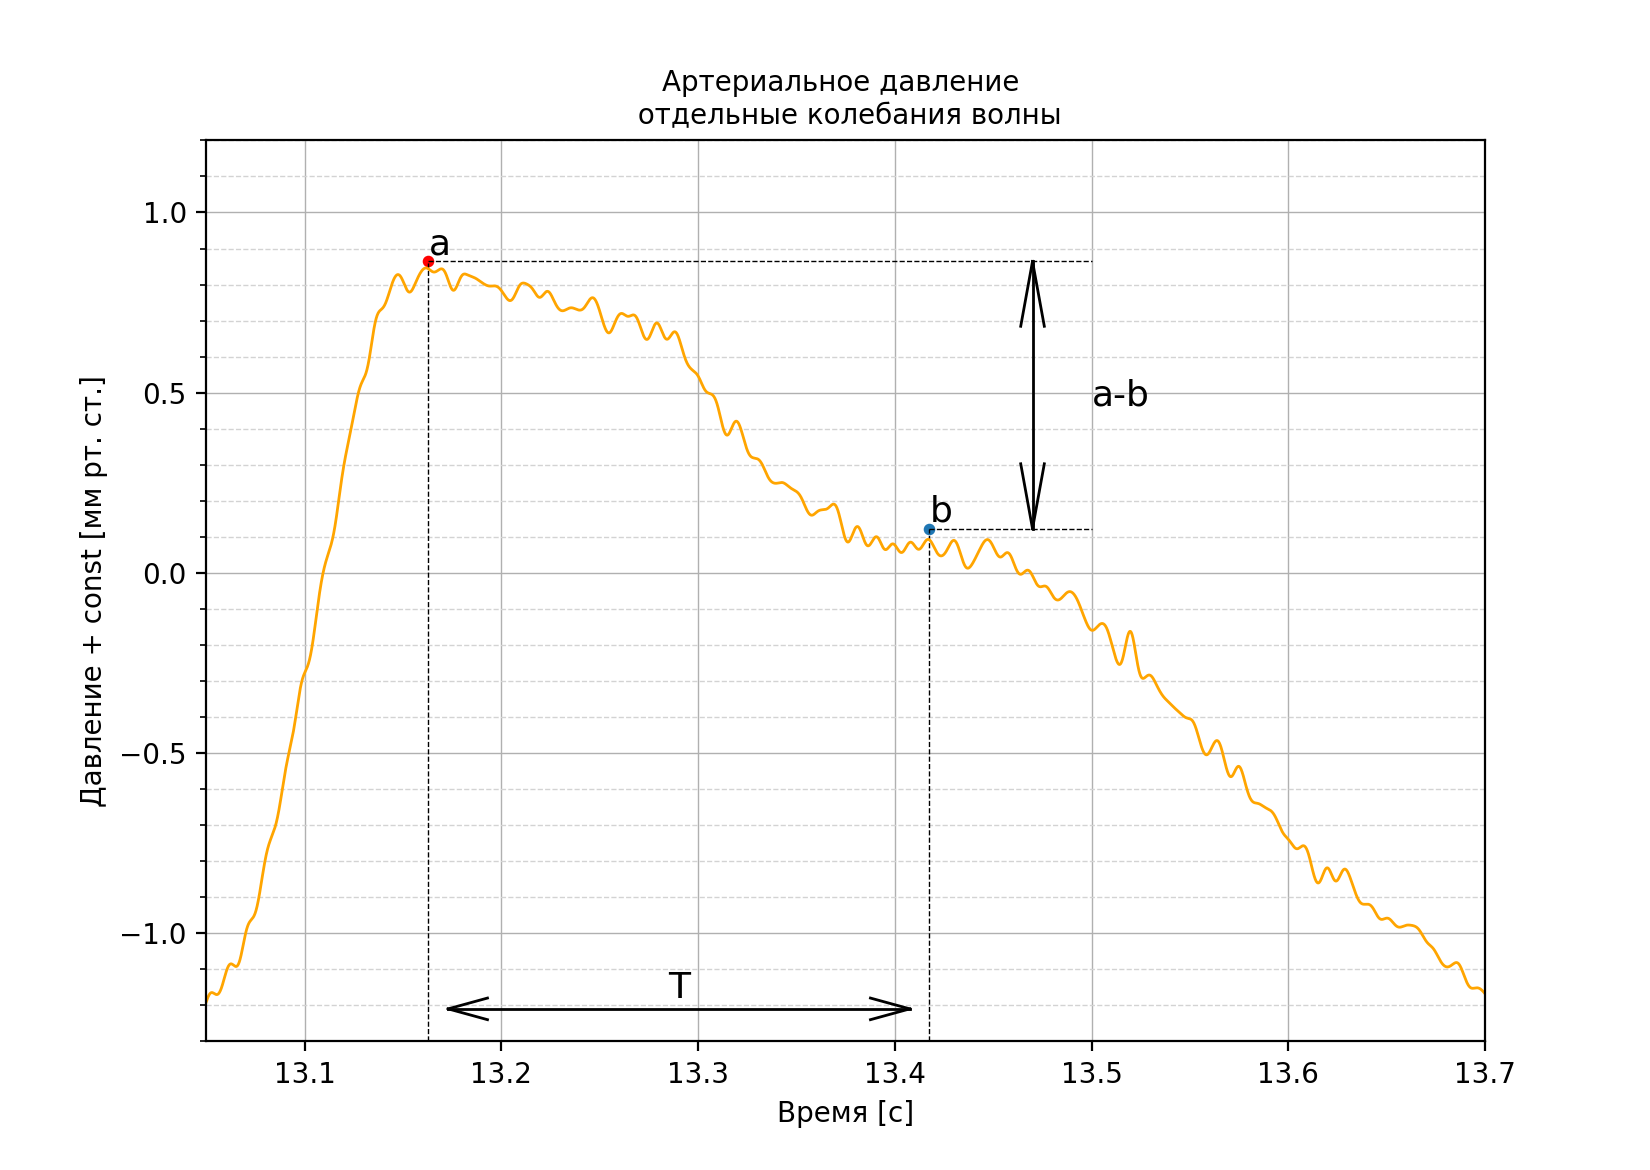 Артериальное давление
отдельные колебания волны
Давление + const [мм рт. ст.]
1.0
0.5
0.0
−0.5
−1.0
a
b
a-b
T
13.1 13.2 13.3 13.4 13.5 13.6 13.7
Время [с]